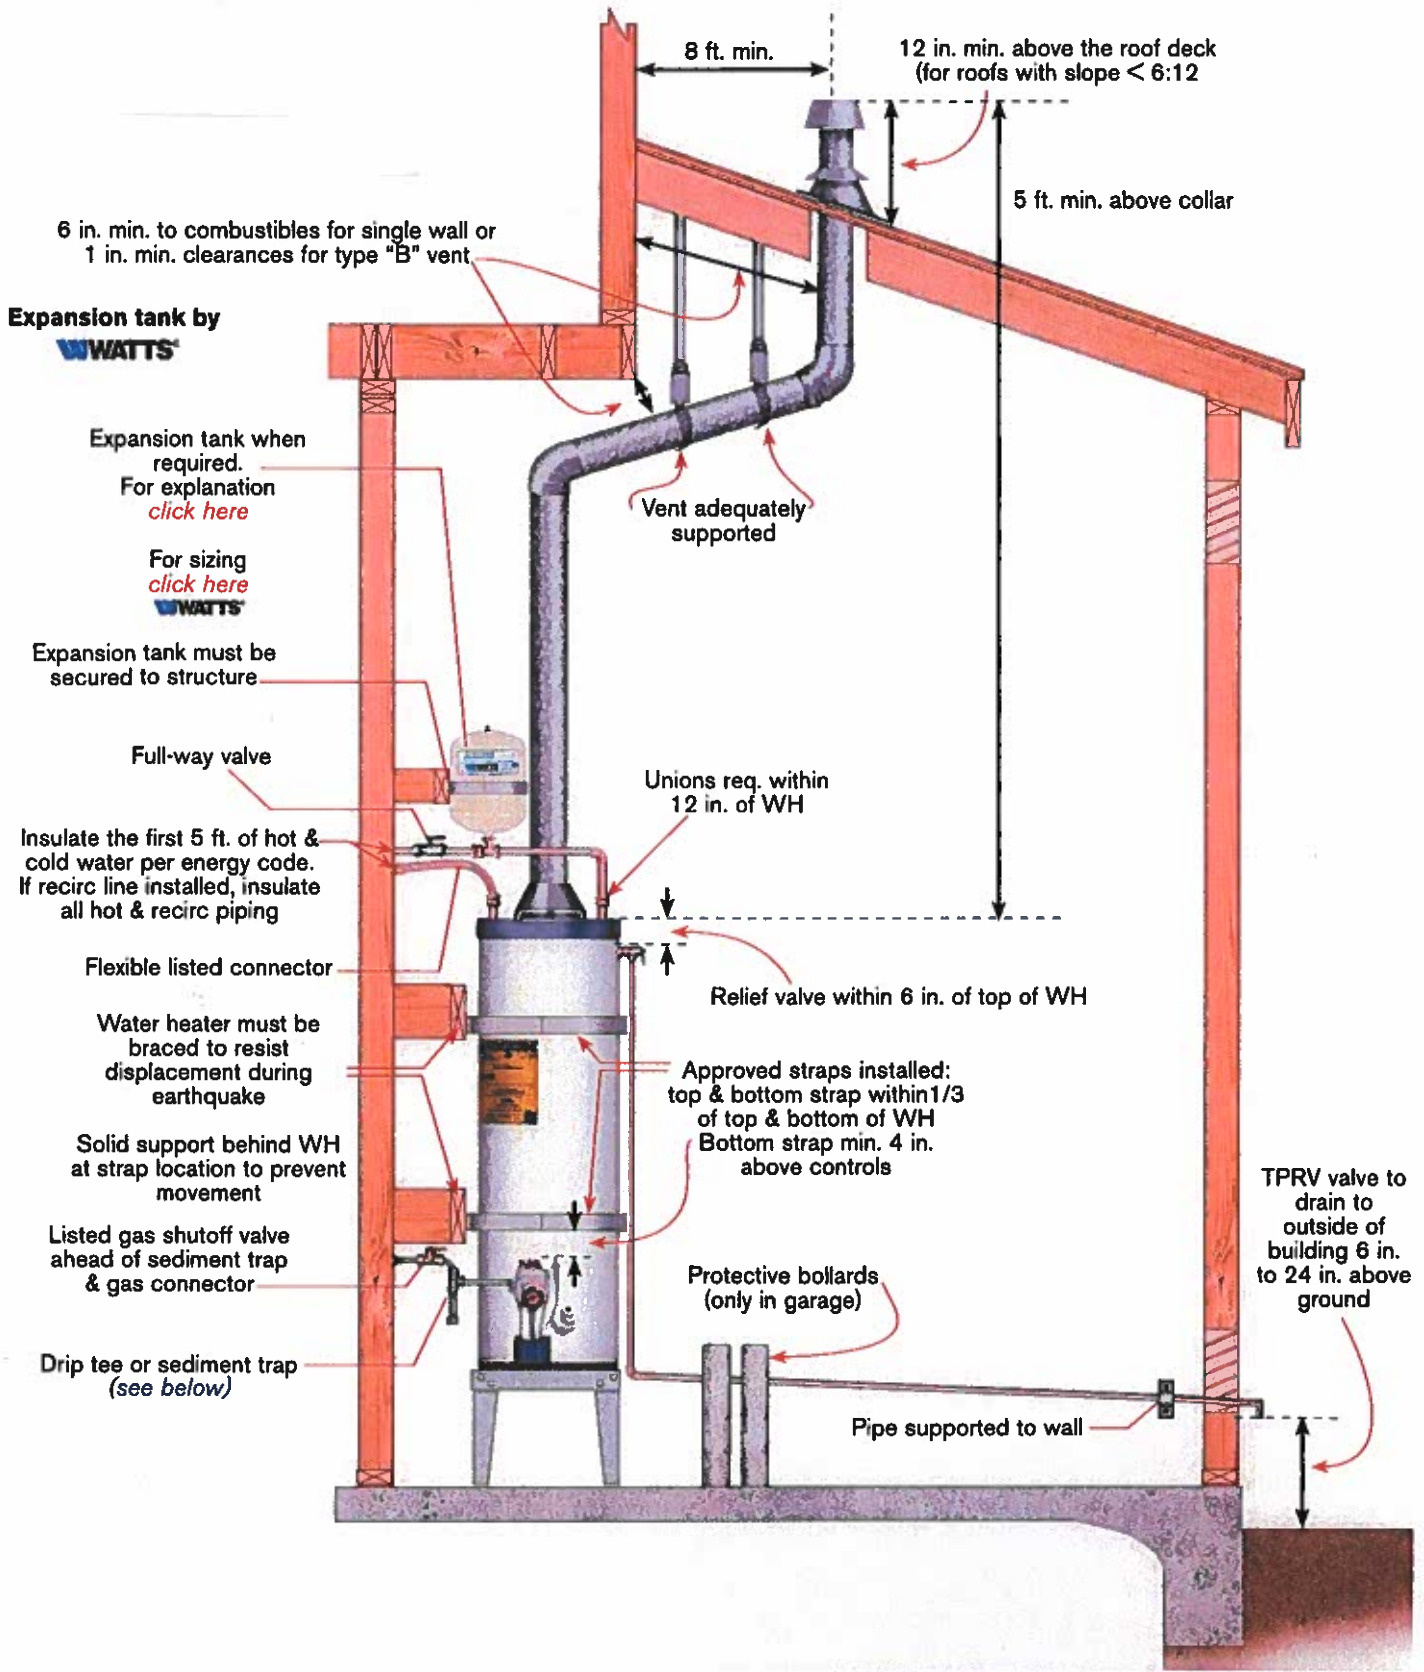 8 ft. min.
12 in. min. above the roof deck
(for roofs with slope < 6:12
5 ft. min. above collar
6 in. min. to combustibles for single wall or
1 in. min. clearances for type "B" vent
Expansion tank by
WATTS
Expansion tank when
required.
For explanation
click here
For sizing
click here
WATTS
Vent adequately
supported
Expansion tank must be
secured to structure
Full-way valve
Unions req. within
12 in. of WH
Insulate the first 5 ft. of hot &
cold water per energy code.
If recirc line installed, insulate
all hot & recirc piping
Flexible listed connector
Relief valve within 6 in. of top of WH
Water heater must be
braced to resist
displacement during
earthquake
Approved straps installed:
top & bottom strap within1/3
of top & bottom of WH
Bottom strap min. 4 in.
above controls
Solid support behind WH
at strap location to prevent
movement
TPRV valve to
drain to
outside of
building 6 in.
to 24 in. above
ground
Listed gas shutoff valve
ahead of sediment trap
& gas connector
Protective bollards
(only in garage)
Drip tee or sediment trap
(see below)
Pipe supported to wall